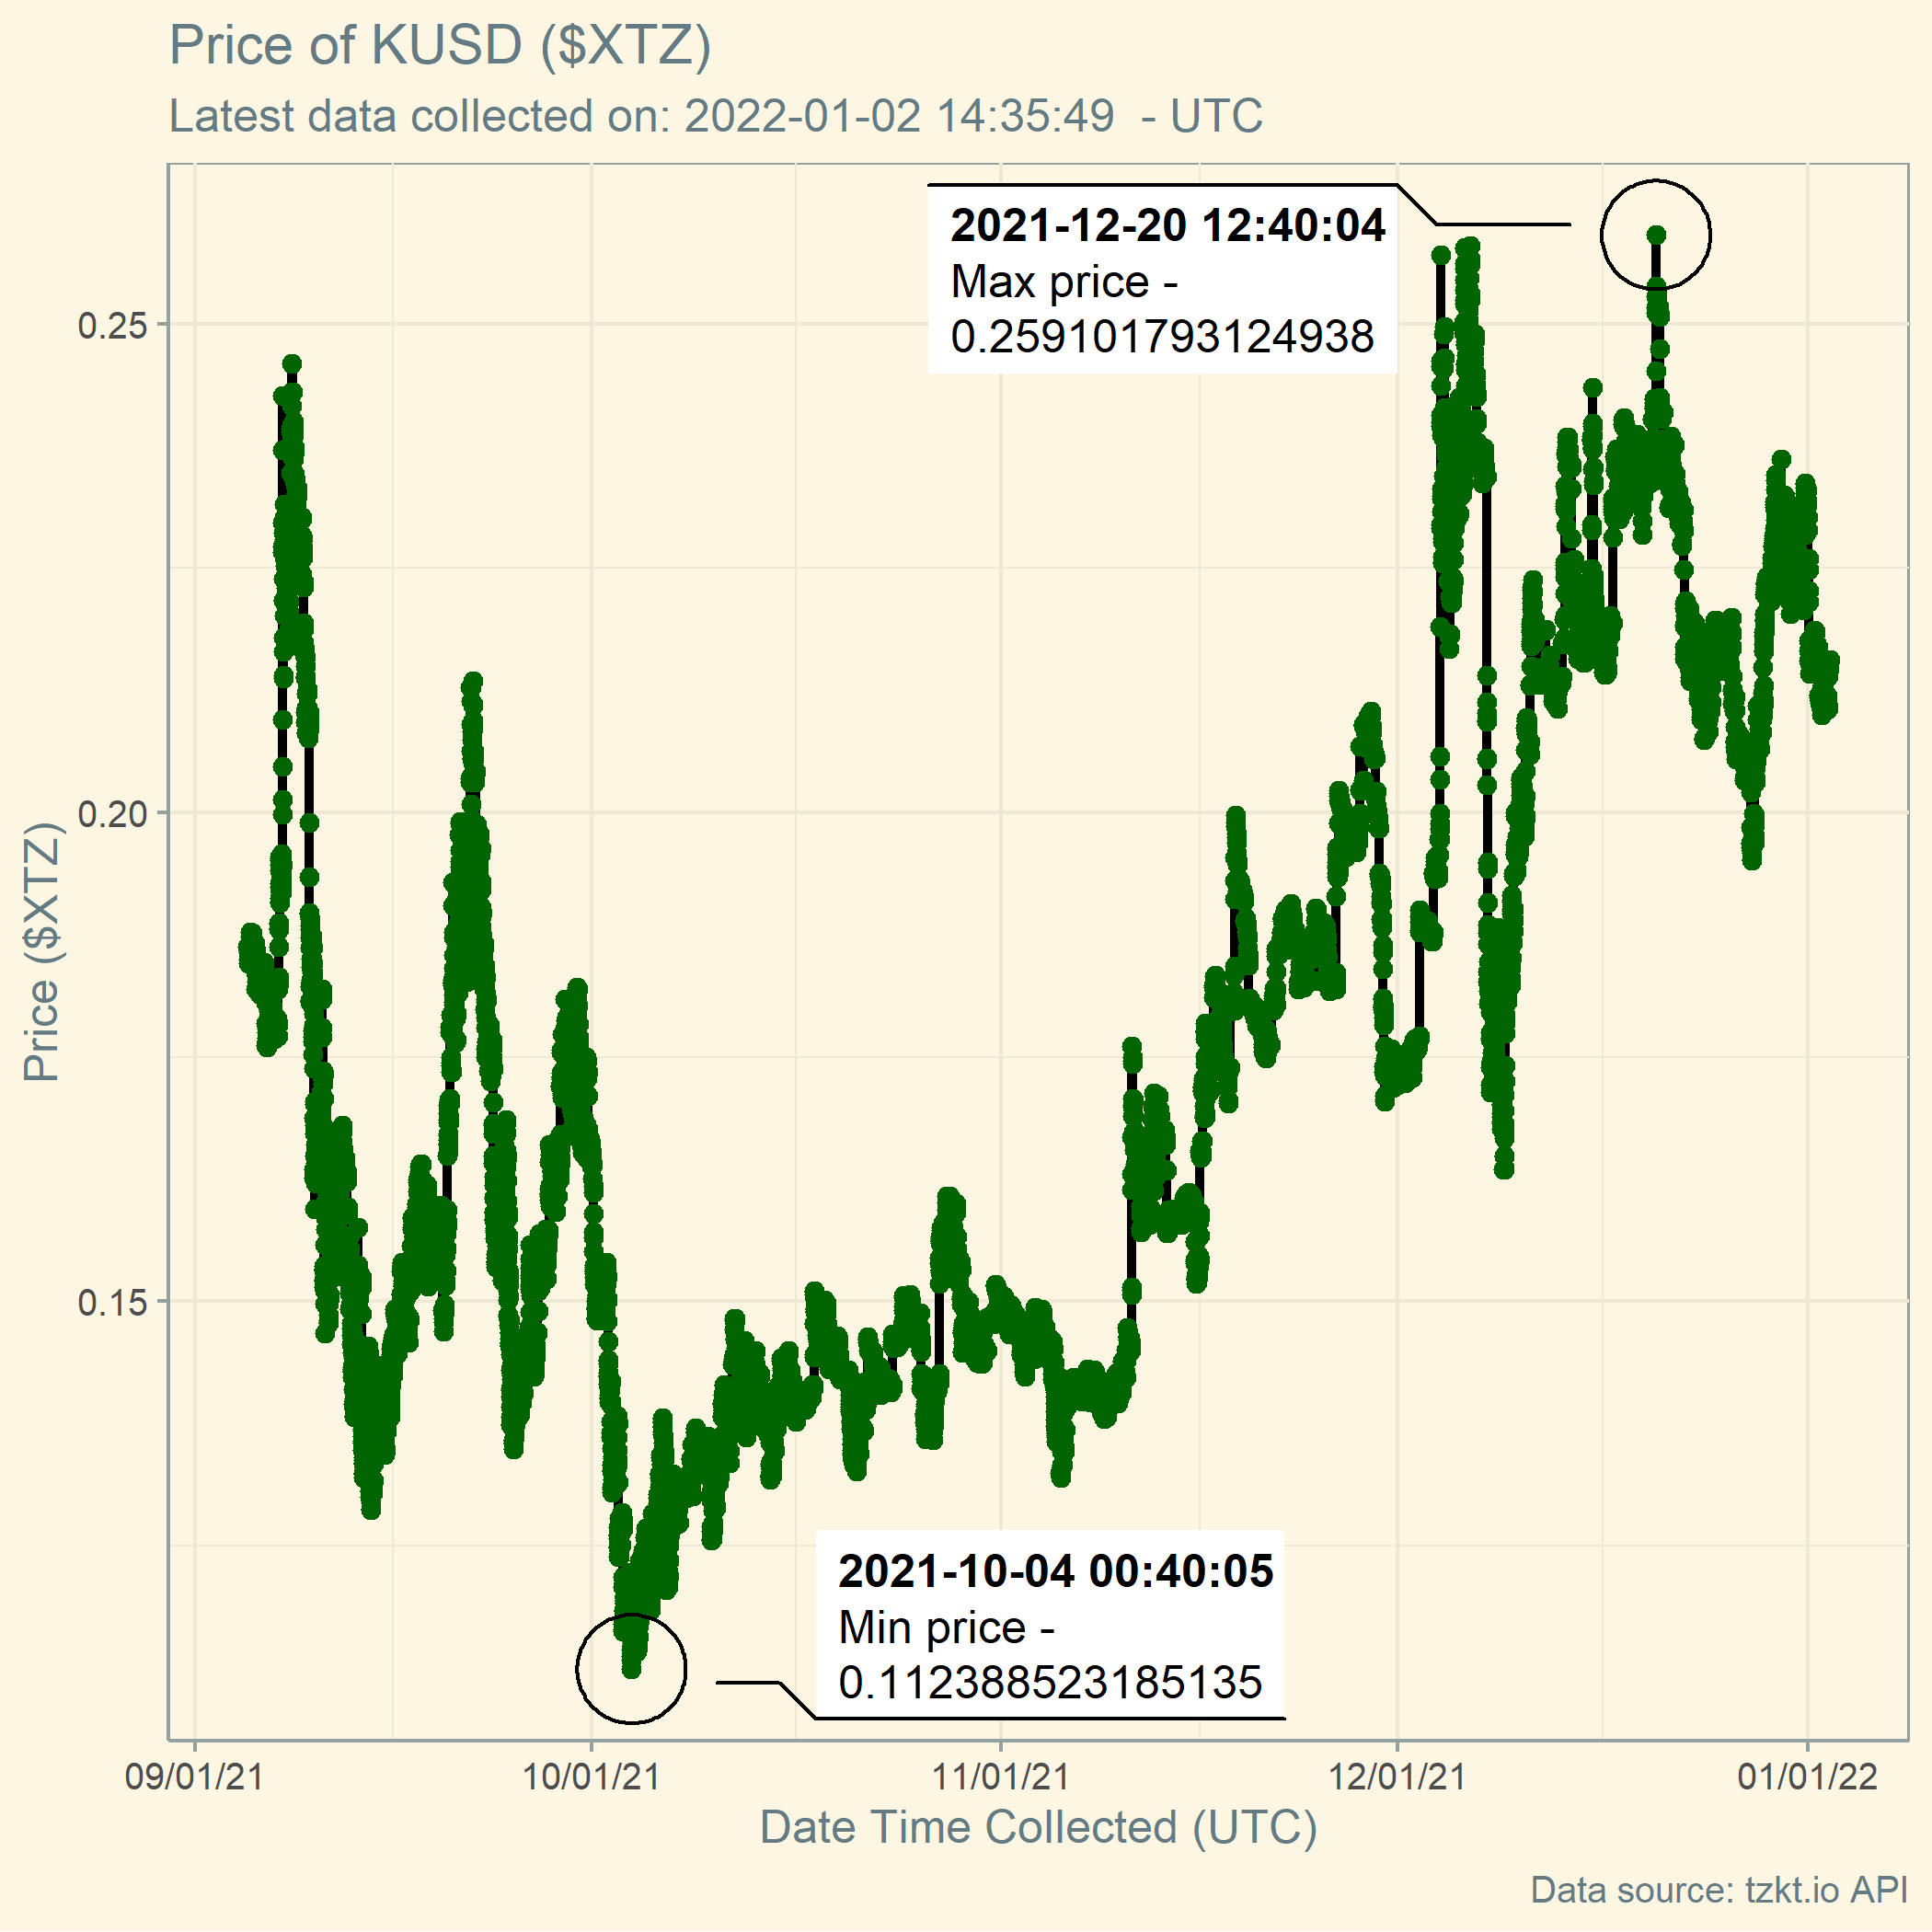 Price of KUSD ($XTZ)
Latest data collected on: 2022-01-02 14:35:49  - UTC
2021-12-20 12:40:04
Max price -
0.259101793124938
0.25
0.20
0.15
Price ($XTZ)
2021-10-04 00:40:05
Min price -
0.112388523185135
09/01/21
10/01/21
11/01/21
12/01/21
01/01/22
Date Time Collected (UTC)
Data source: tzkt.io API